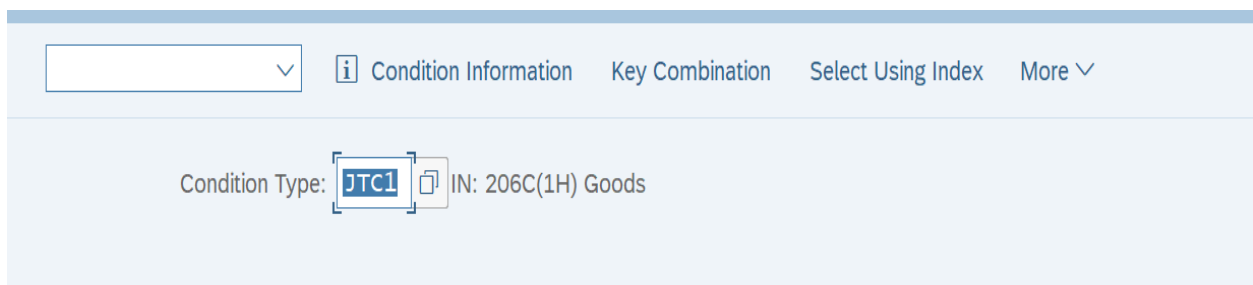 i Condition Information Key Combination Select Using Index More
Condition Type: JTC1 IN: 206C(1H) Goods